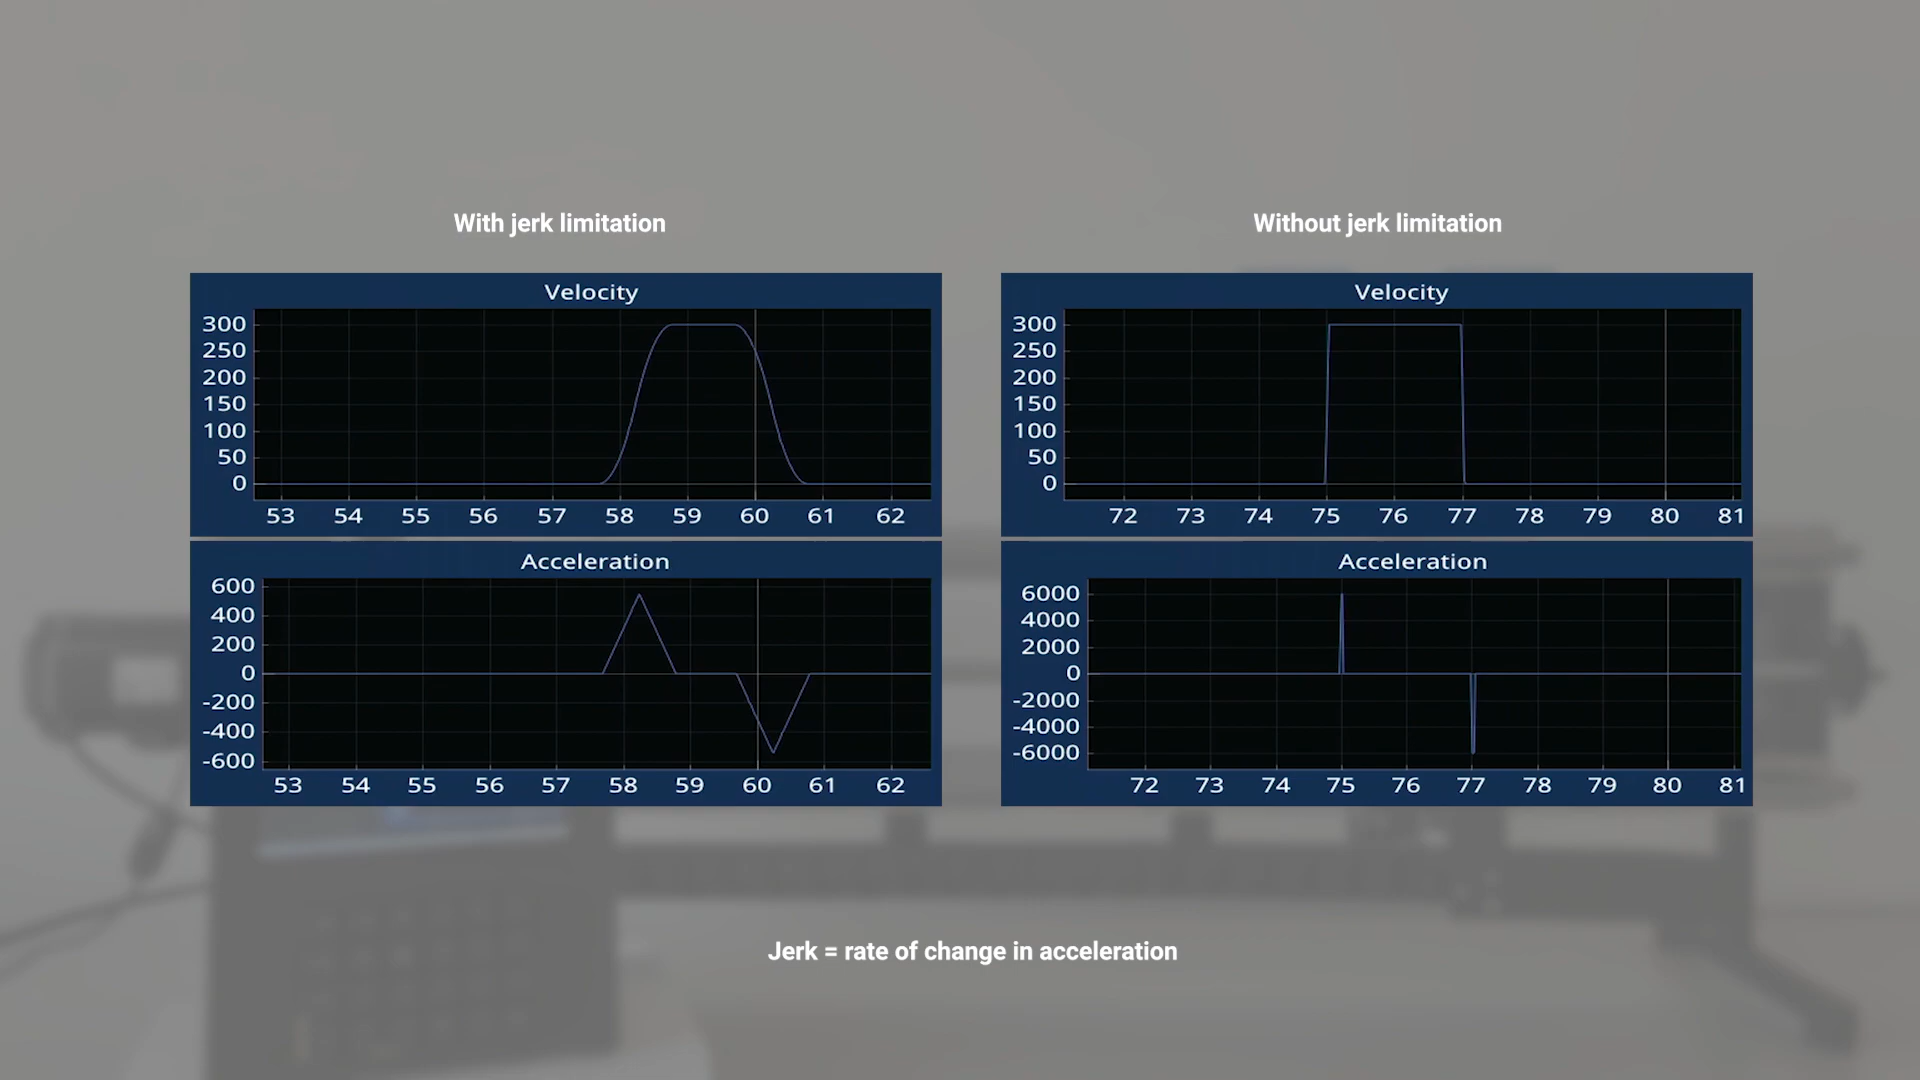 With jerk limitation
Velocity
300
250
200
150
100
50
0
53 54 55 56 57 58 59 60 61 62
Acceleration
600
400
200
0
-200
-400
-600
53 54 55 56 57 58 59 60 61 62
Without jerk limitation
Velocity
300
250
200
150
100
50
0
72 73 74 75 76 77 78 79 80 81
Acceleration
6000
4000
2000
0
-2000
-4000
-6000
72 73 74 75 76 77 78 79 80 81
Jerk = rate of change in acceleration